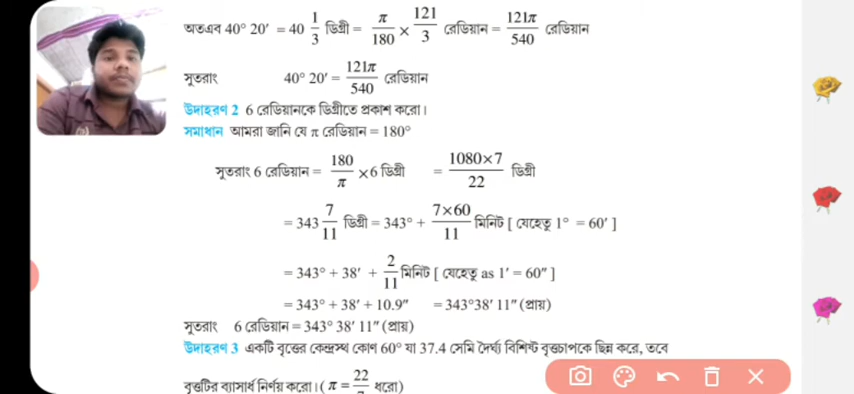 অতএব 40° 20′ = 40 1/3 ডিগ্রী = π/180 × 121/3 রেডিয়ান = 121π/540 রেডিয়ান
সুতরাং 40° 20′ = 121π/540 রেডিয়ান
উদাহরণ 2 6 রেডিয়ানকে ডিগ্রীতে প্রকাশ করো।
সমাধান আমরা জানি যে π রেডিয়ান = 180°
সুতরাং 6 রেডিয়ান = 180/π ×6 ডিগ্রী = 1080×7/22 ডিগ্রী
= 343 7/11 ডিগ্রী = 343° + 7×60/11 মিনিট [ যেহেতু 1° = 60′ ]
= 343° + 38′ + 2/11 মিনিট [ যেহেতু as 1′ = 60″ ]
= 343° + 38′ + 10.9″ = 343°38′ 11″ (প্রায়)
সুতরাং 6 রেডিয়ান = 343° 38′ 11″ (প্রায়)
উদাহরণ 3 একটি বৃত্তের কেন্দ্রস্থ কোণ 60° যা 37.4 সেমি দৈর্ঘ্য বিশিষ্ট বৃত্তচাপকে ছিন্ন করে, তবে
বৃত্তটির ব্যাসার্ধ নির্ণয় করো। ( π = 22/7 ধরো)